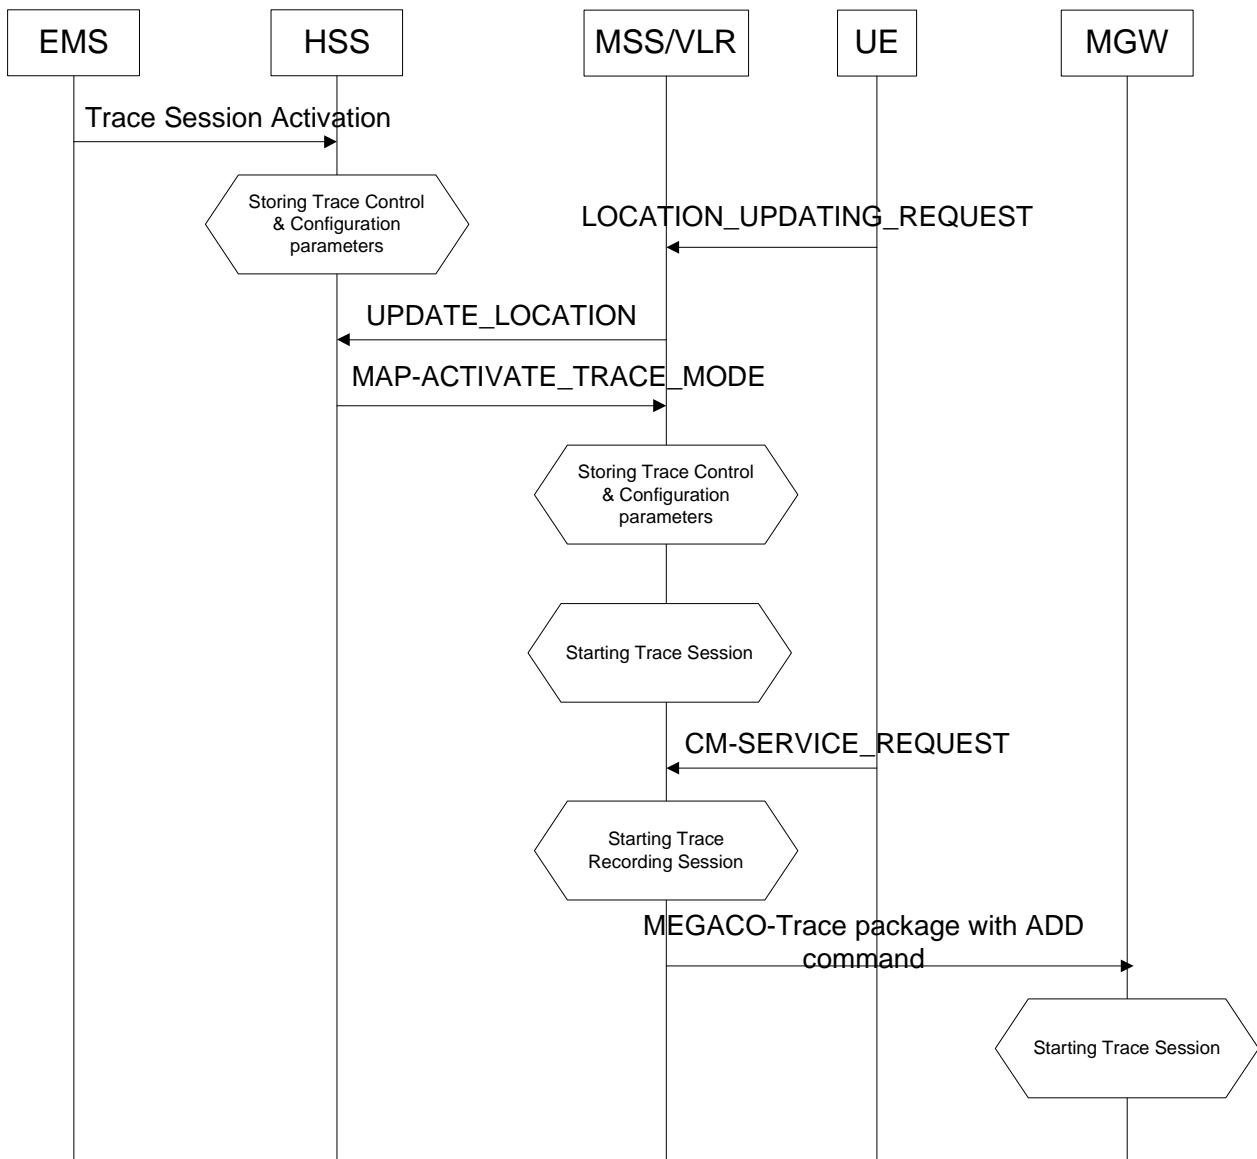 EMS
HSS
MSS/VLR
UE
MGW
Trace Session Activation
Storing Trace Control
& Configuration
parameters
LOCATION_UPDATING_REQUEST
UPDATE_LOCATION
MAP-ACTIVATE_TRACE_MODE
Storing Trace Control
& Configuration
parameters
Starting Trace Session
CM-SERVICE_REQUEST
Starting Trace
Recording Session
MEGACO-Trace package with ADD
command
Starting Trace Session